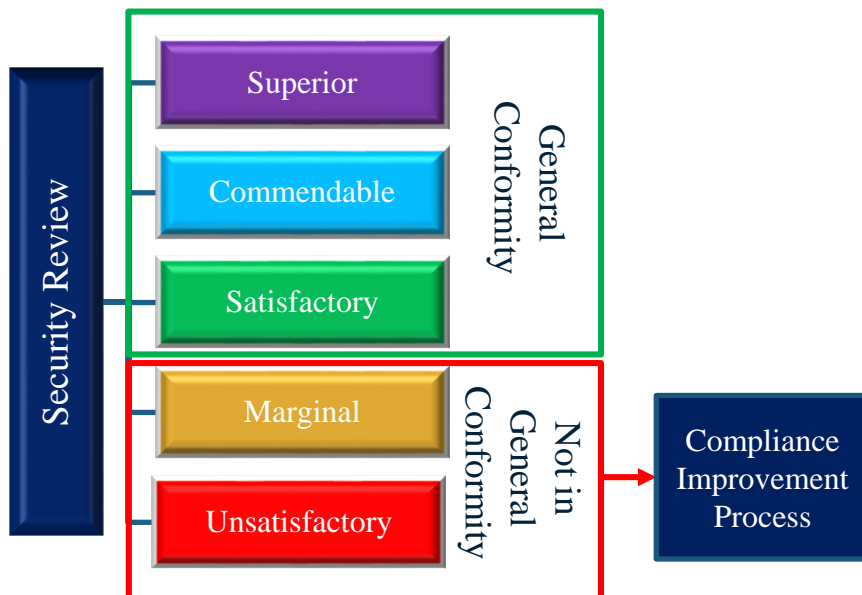 Security Review
Superior
Commendable
Satisfactory
General
Conformity
Marginal
Unsatisfactory
Not in
General
Conformity
Compliance
Improvement
Process